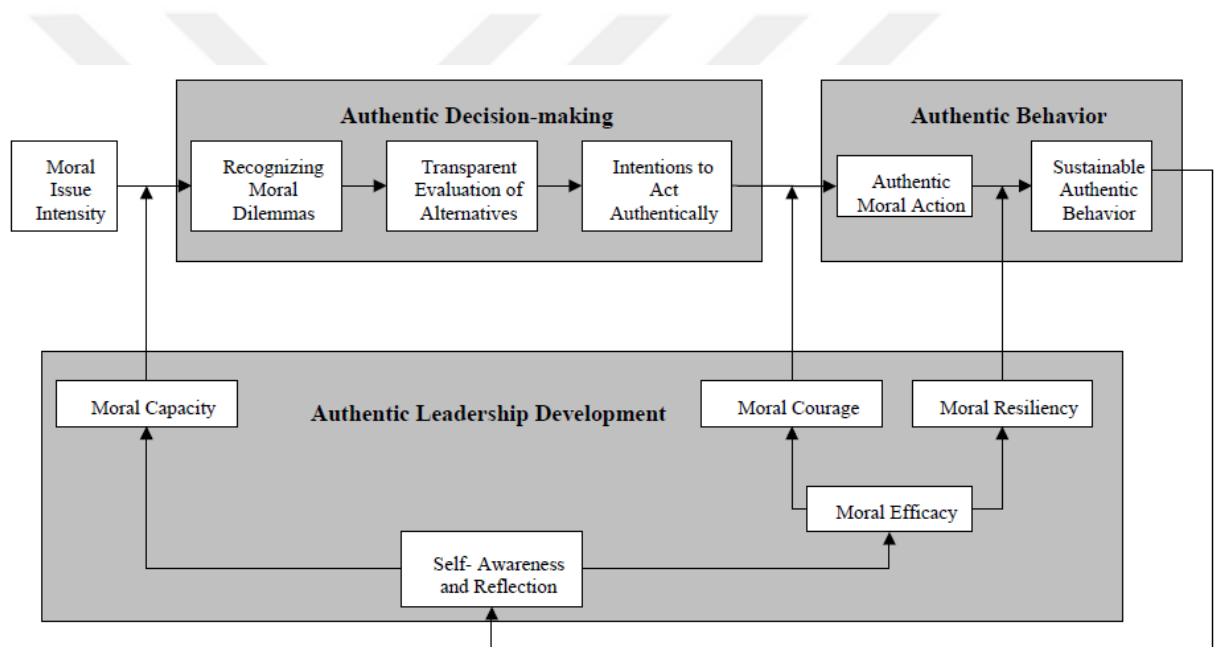 Authentic Decision-making
Authentic Behavior
Moral
Issue
Intensity
Recognizing
Moral
Dilemmas
Transparent
Evaluation of
Alternatives
Intentions to
Act
Authentically
Authentic
Moral Action
Sustainable
Authentic
Behavior
Moral Capacity
Authentic Leadership Development
Moral Courage
Moral Resiliency
Moral Efficacy
Self- Awareness
and Reflection